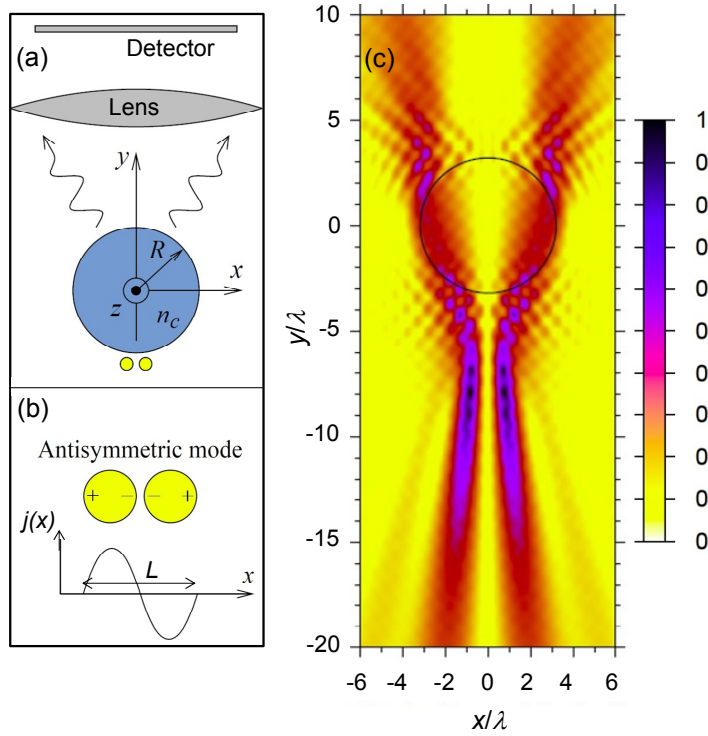 (a)
Detector
Lens
y
R
x
z
n_c
(b)
Antisymmetric mode
+ − − +
j(x)
L
x
(c)
10
5
0
-5
-10
-15
-20
y/λ
-6 -4 -2 0 2 4 6
x/λ
1
0
0
0
0
0
0
0
0
0
0